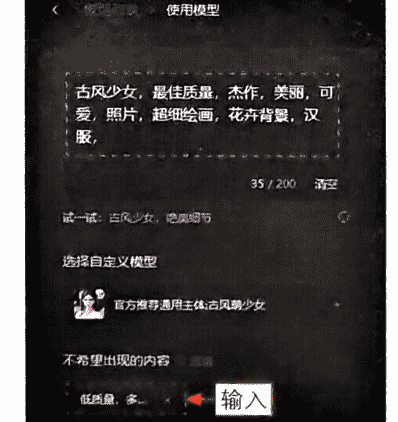 使用模型
古风少女，最佳质量，杰作，美丽，可
爱，照片，超细绘画，花卉背景，汉
服，
35 / 200 清空
试一试：古风少女，隐廓细节
选择自定义模型
官方推荐通用主体:古风萌少女
不希望出现的内容
低质量，多...
输入